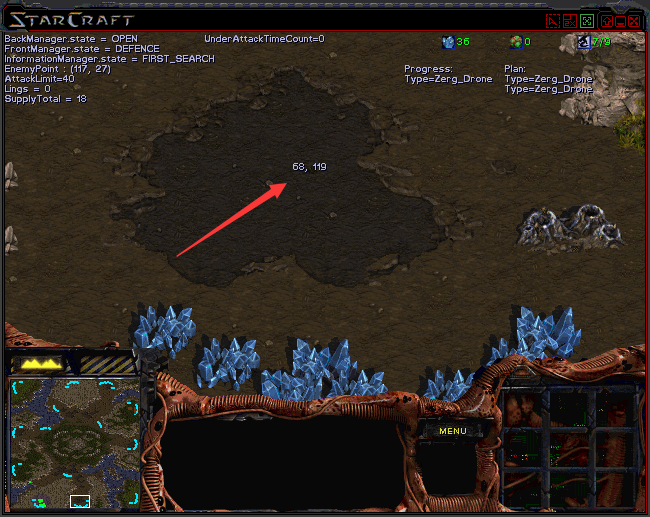 STARCRAFT
BackManager.state = OPEN
UnderAttackTimeCount=0
36
0
7/9
FrontManager.state = DEFENCE
InformationManager.state = FIRST_SEARCH
EnemyPoint : (117, 27)
Progress:
Plan:
AttackLimit=40
Type=Zerg_Drone
Type=Zerg_Drone
Lings = 0
Type=Zerg_Drone
SupplyTotal = 18
68, 119
MENU